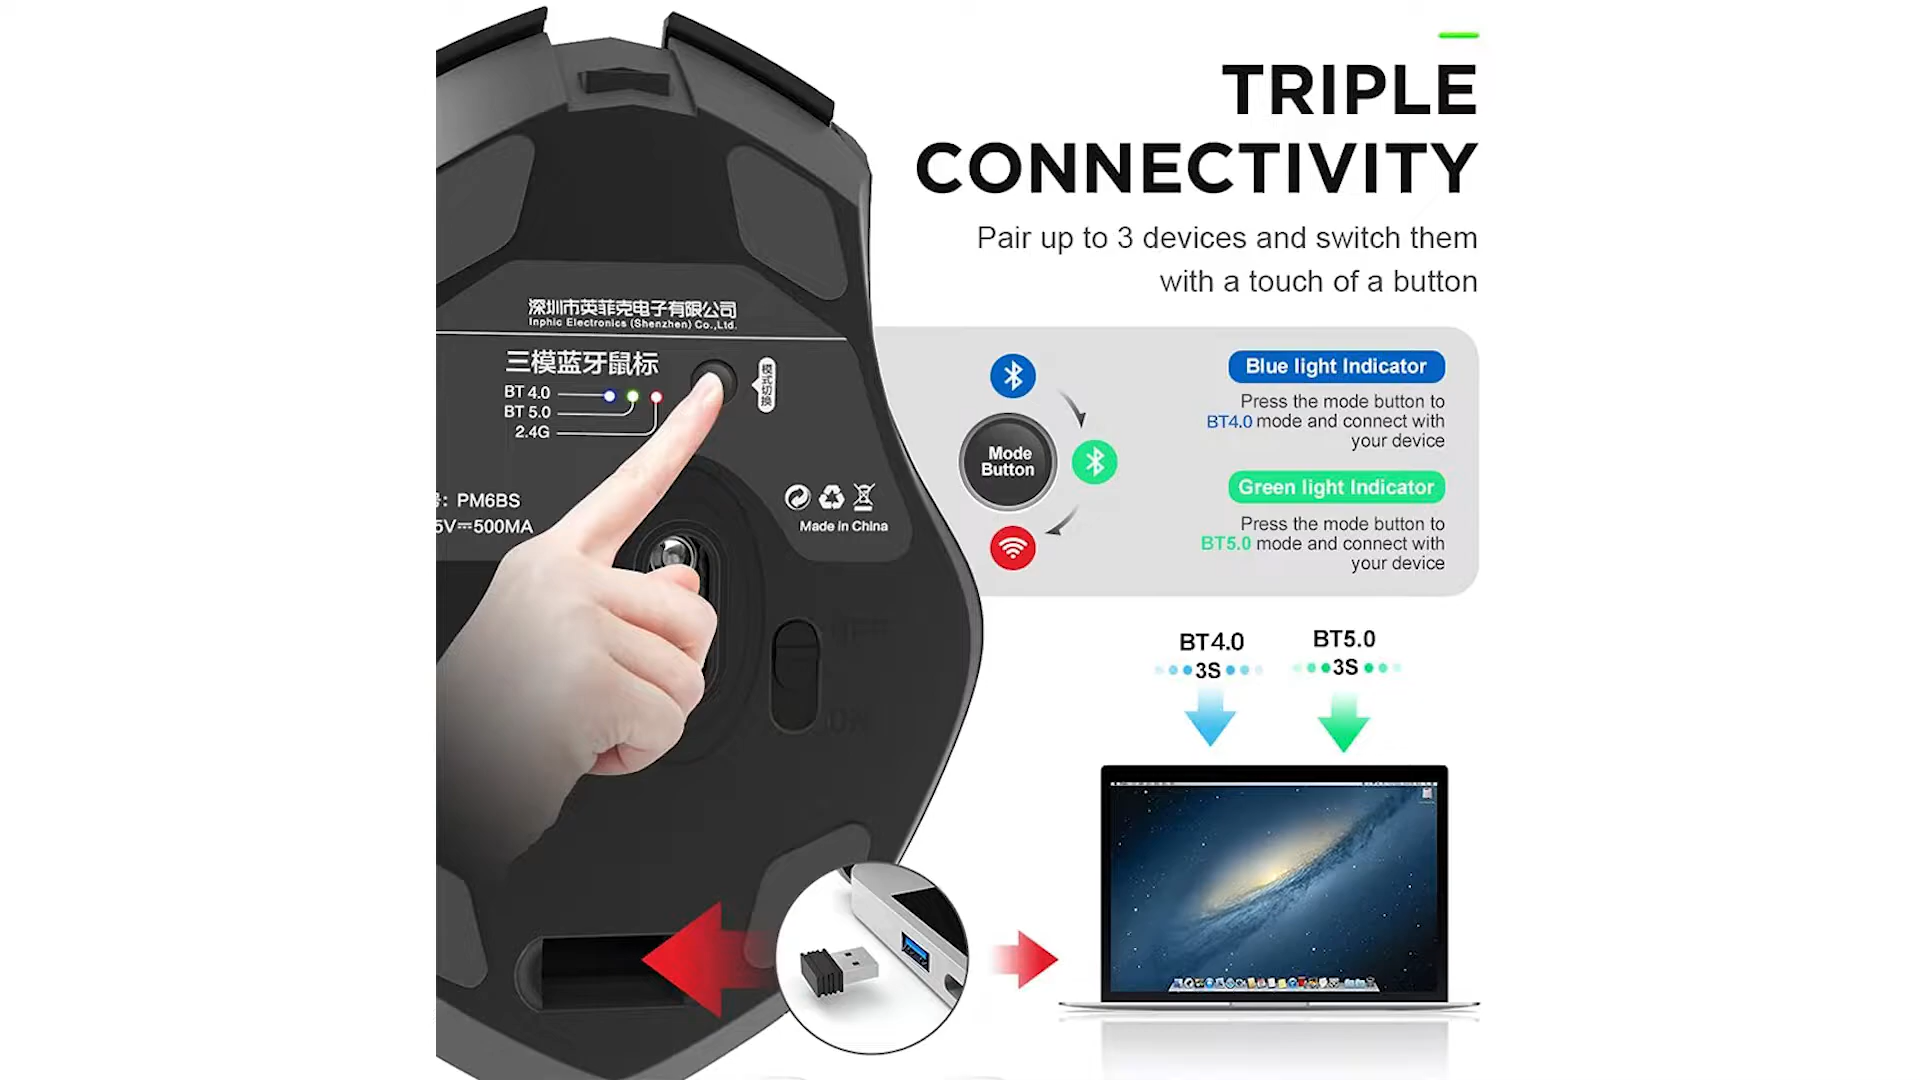 TRIPLE
CONNECTIVITY
Pair up to 3 devices and switch them
with a touch of a button
深圳市英菲克电子有限公司
Inphic Electronics (Shenzhen) Co.,Ltd.
三模蓝牙鼠标
模式切换
BT 4.0
BT 5.0
2.4G
: PM6BS
5V⎓500MA
Made in China
OFF
ON
Mode
Button
Blue light Indicator
Press the mode button to
BT4.0 mode and connect with
your device
Green light Indicator
Press the mode button to
BT5.0 mode and connect with
your device
BT4.0
3S
BT5.0
3S